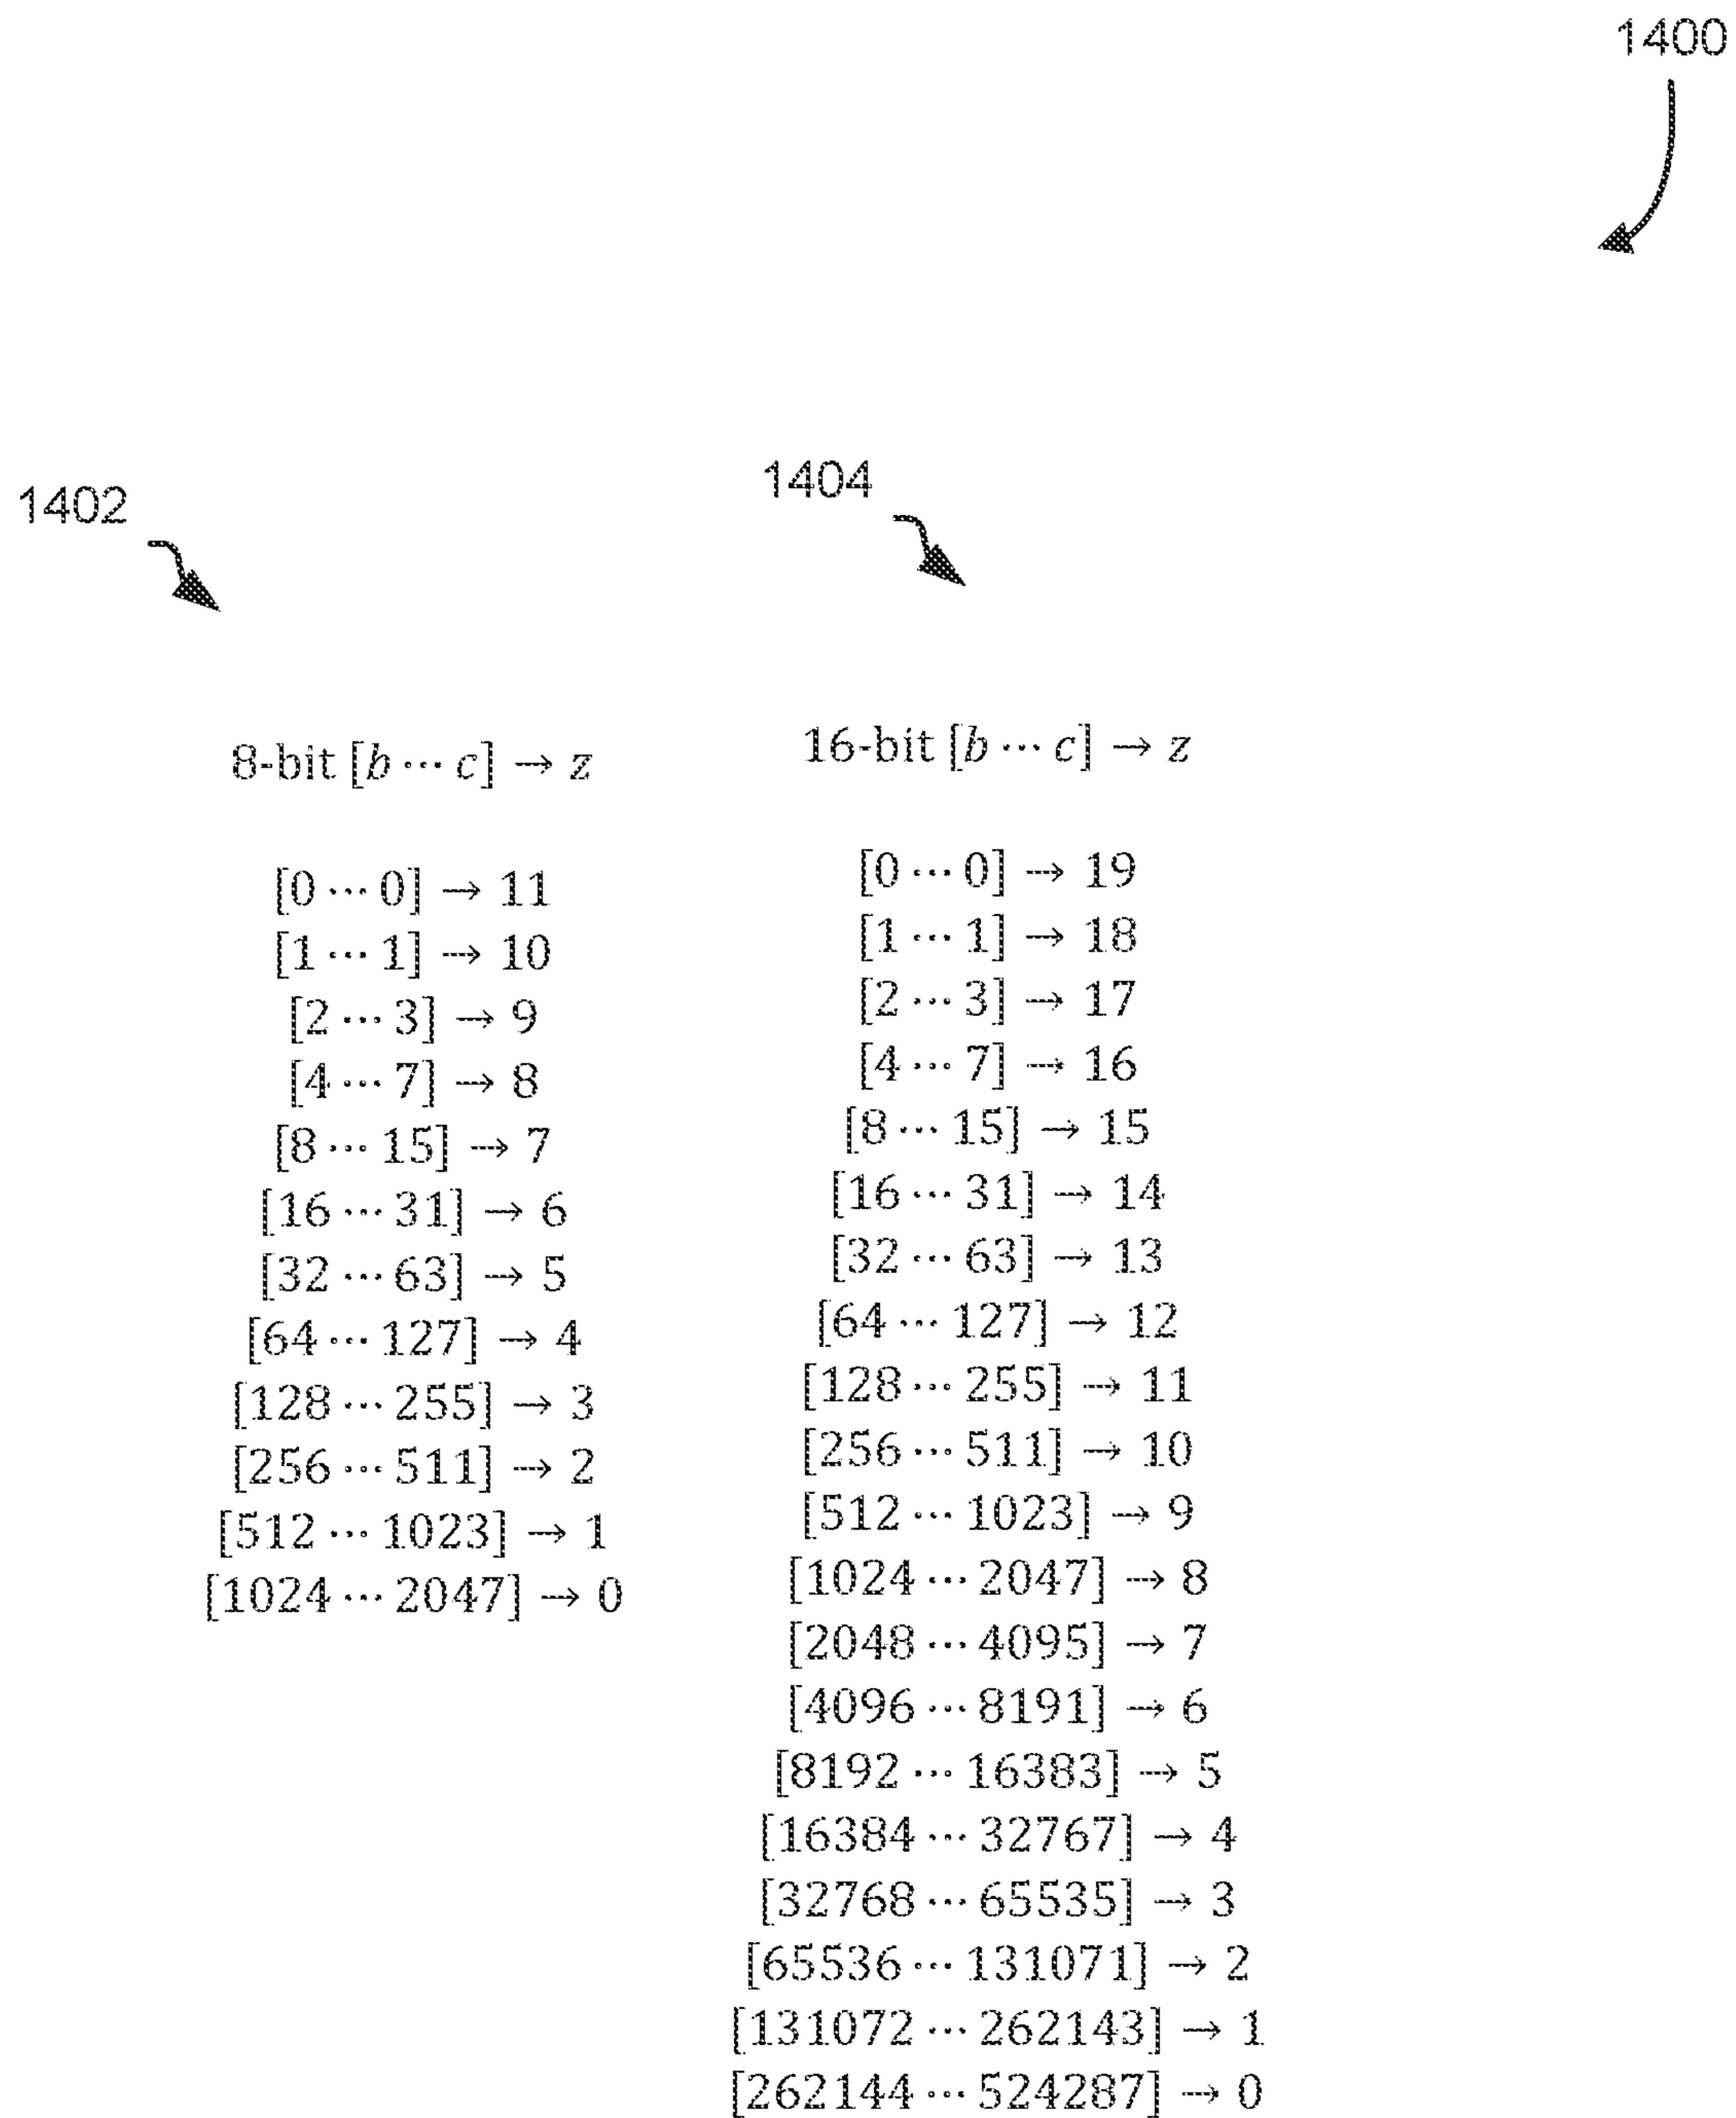 1400
1402
1404
8-bit [b ⋯ c] → z
[0 ⋯ 0] → 11
[1 ⋯ 1] → 10
[2 ⋯ 3] → 9
[4 ⋯ 7] → 8
[8 ⋯ 15] → 7
[16 ⋯ 31] → 6
[32 ⋯ 63] → 5
[64 ⋯ 127] → 4
[128 ⋯ 255] → 3
[256 ⋯ 511] → 2
[512 ⋯ 1023] → 1
[1024 ⋯ 2047] → 0
16-bit [b ⋯ c] → z
[0 ⋯ 0] → 19
[1 ⋯ 1] → 18
[2 ⋯ 3] → 17
[4 ⋯ 7] → 16
[8 ⋯ 15] → 15
[16 ⋯ 31] → 14
[32 ⋯ 63] → 13
[64 ⋯ 127] → 12
[128 ⋯ 255] → 11
[256 ⋯ 511] → 10
[512 ⋯ 1023] → 9
[1024 ⋯ 2047] → 8
[2048 ⋯ 4095] → 7
[4096 ⋯ 8191] → 6
[8192 ⋯ 16383] → 5
[16384 ⋯ 32767] → 4
[32768 ⋯ 65535] → 3
[65536 ⋯ 131071] → 2
[131072 ⋯ 262143] → 1
[262144 ⋯ 524287] → 0